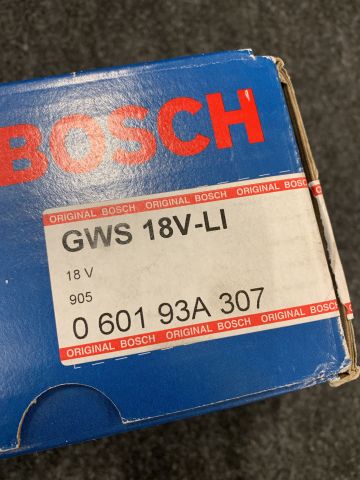 BOSCH
ORIGINAL BOSCH ORIGINAL BOSCH ORIGINAL BOSCH
GWS 18V-LI
18 V
905
0 601 93A 307
ORIGINAL BOSCH ORIGINAL BOSCH ORIGINAL BOSCH